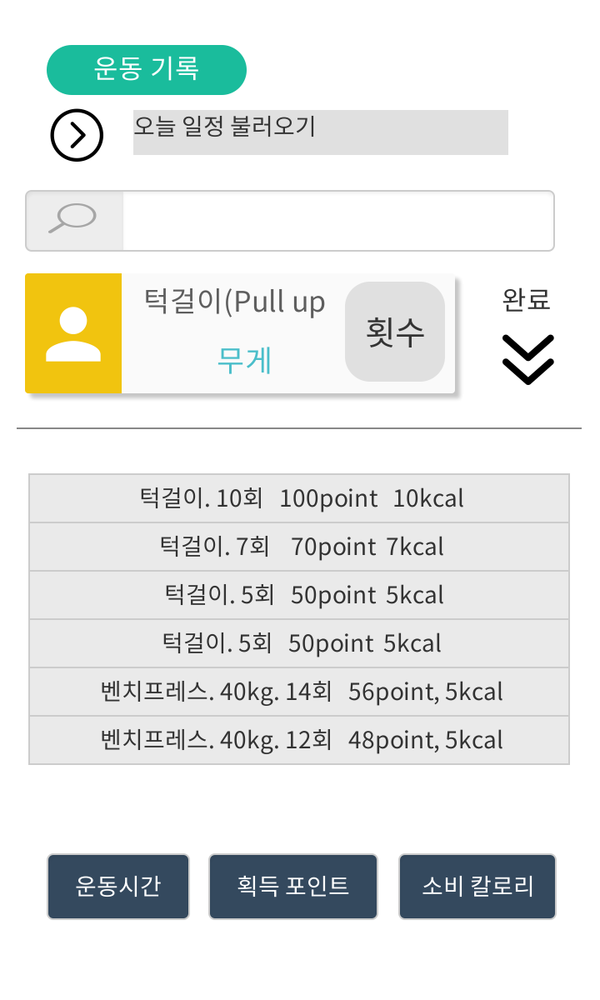 운동 기록
오늘 일정 불러오기
턱걸이(Pull up
무게
횟수
완료
턱걸이. 10회 100point 10kcal
턱걸이. 7회 70point 7kcal
턱걸이. 5회 50point 5kcal
턱걸이. 5회 50point 5kcal
벤치프레스. 40kg. 14회 56point, 5kcal
벤치프레스. 40kg. 12회 48point, 5kcal
운동시간
획득 포인트
소비 칼로리